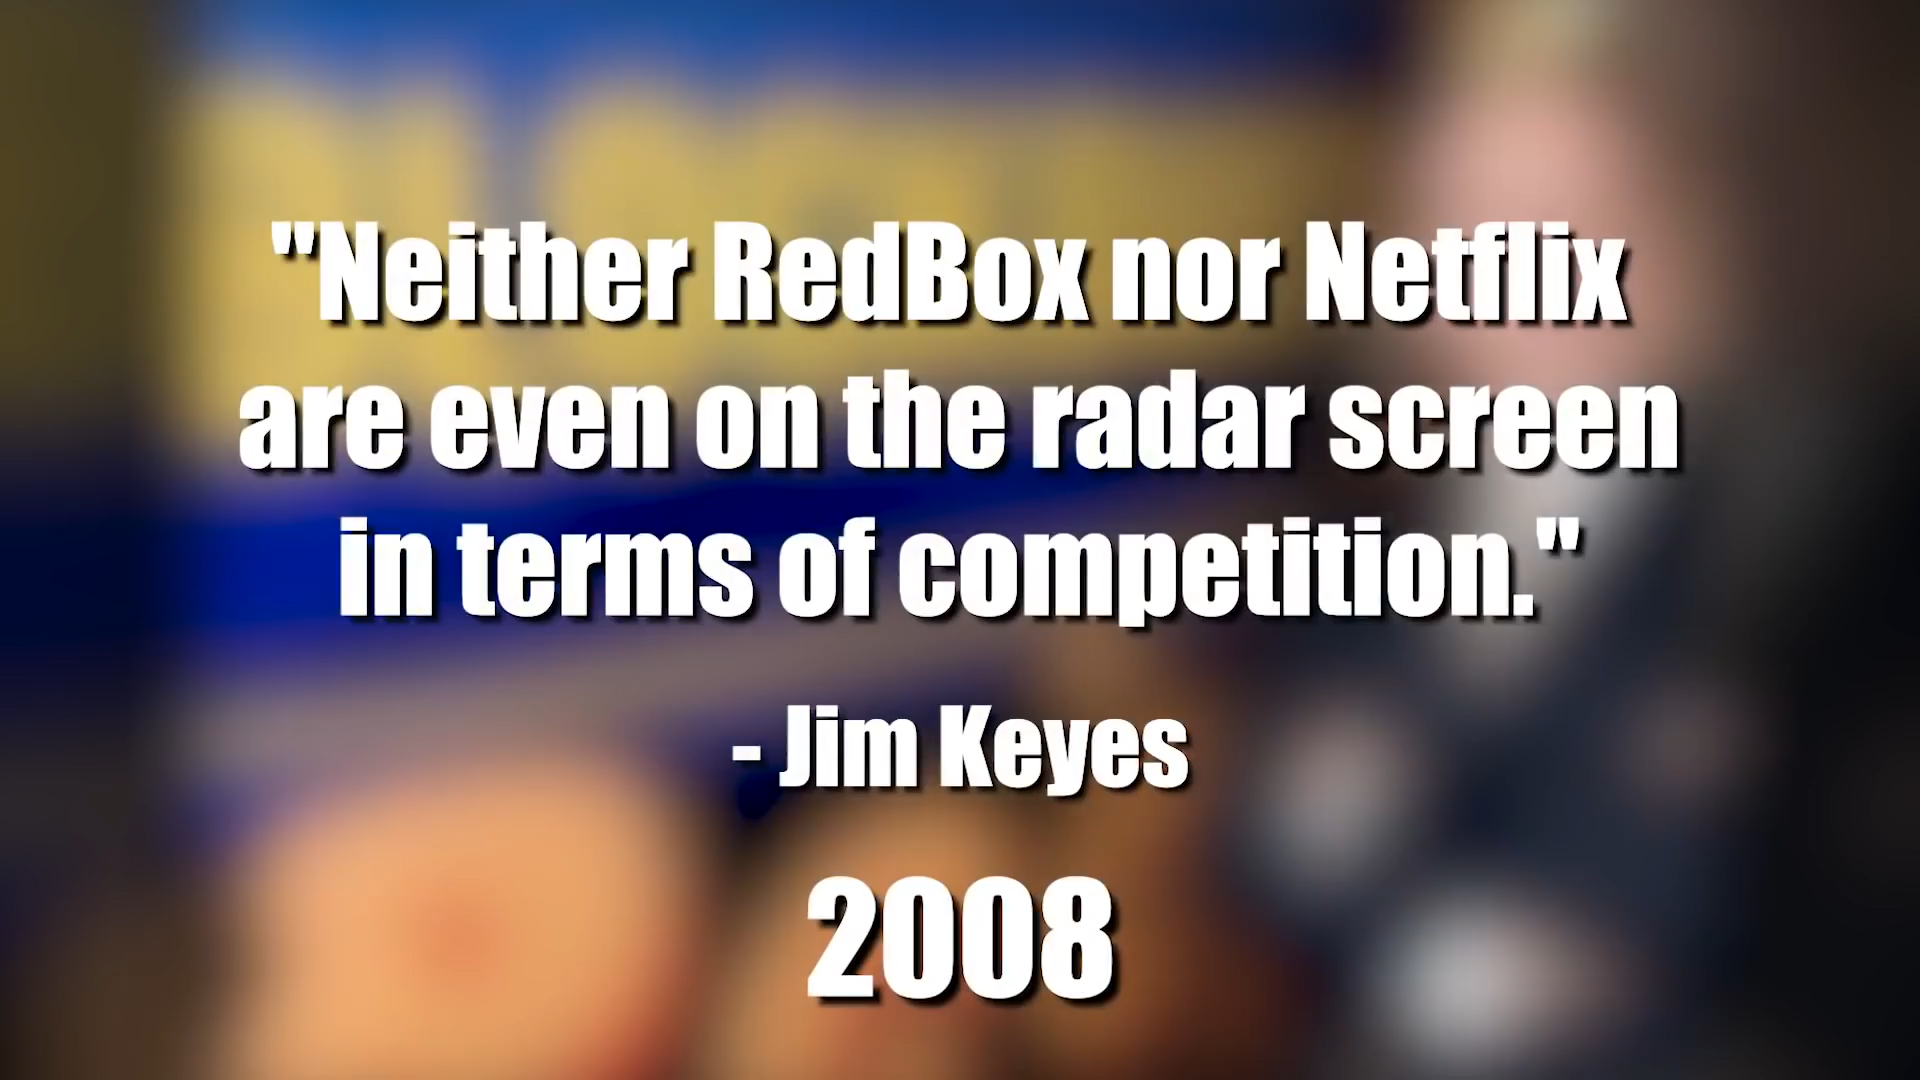 "Neither RedBox nor Netflix
are even on the radar screen
in terms of competition."
- Jim Keyes
2008